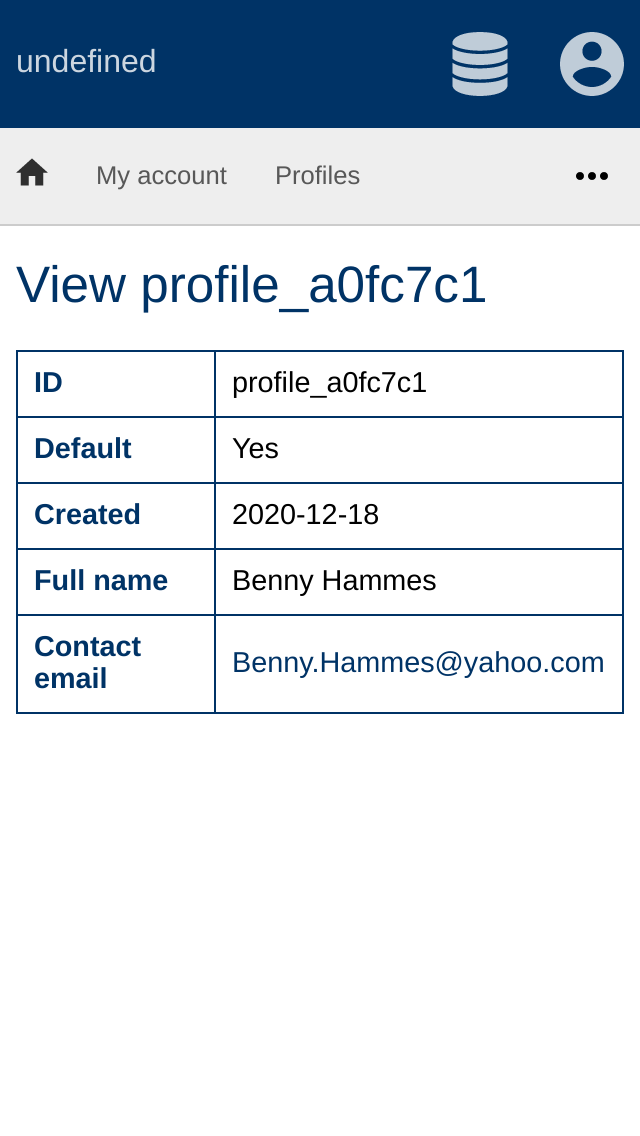 undefined
My account Profiles
View profile_a0fc7c1
ID profile_a0fc7c1
Default Yes
Created 2020-12-18
Full name Benny Hammes
Contact
email Benny.Hammes@yahoo.com